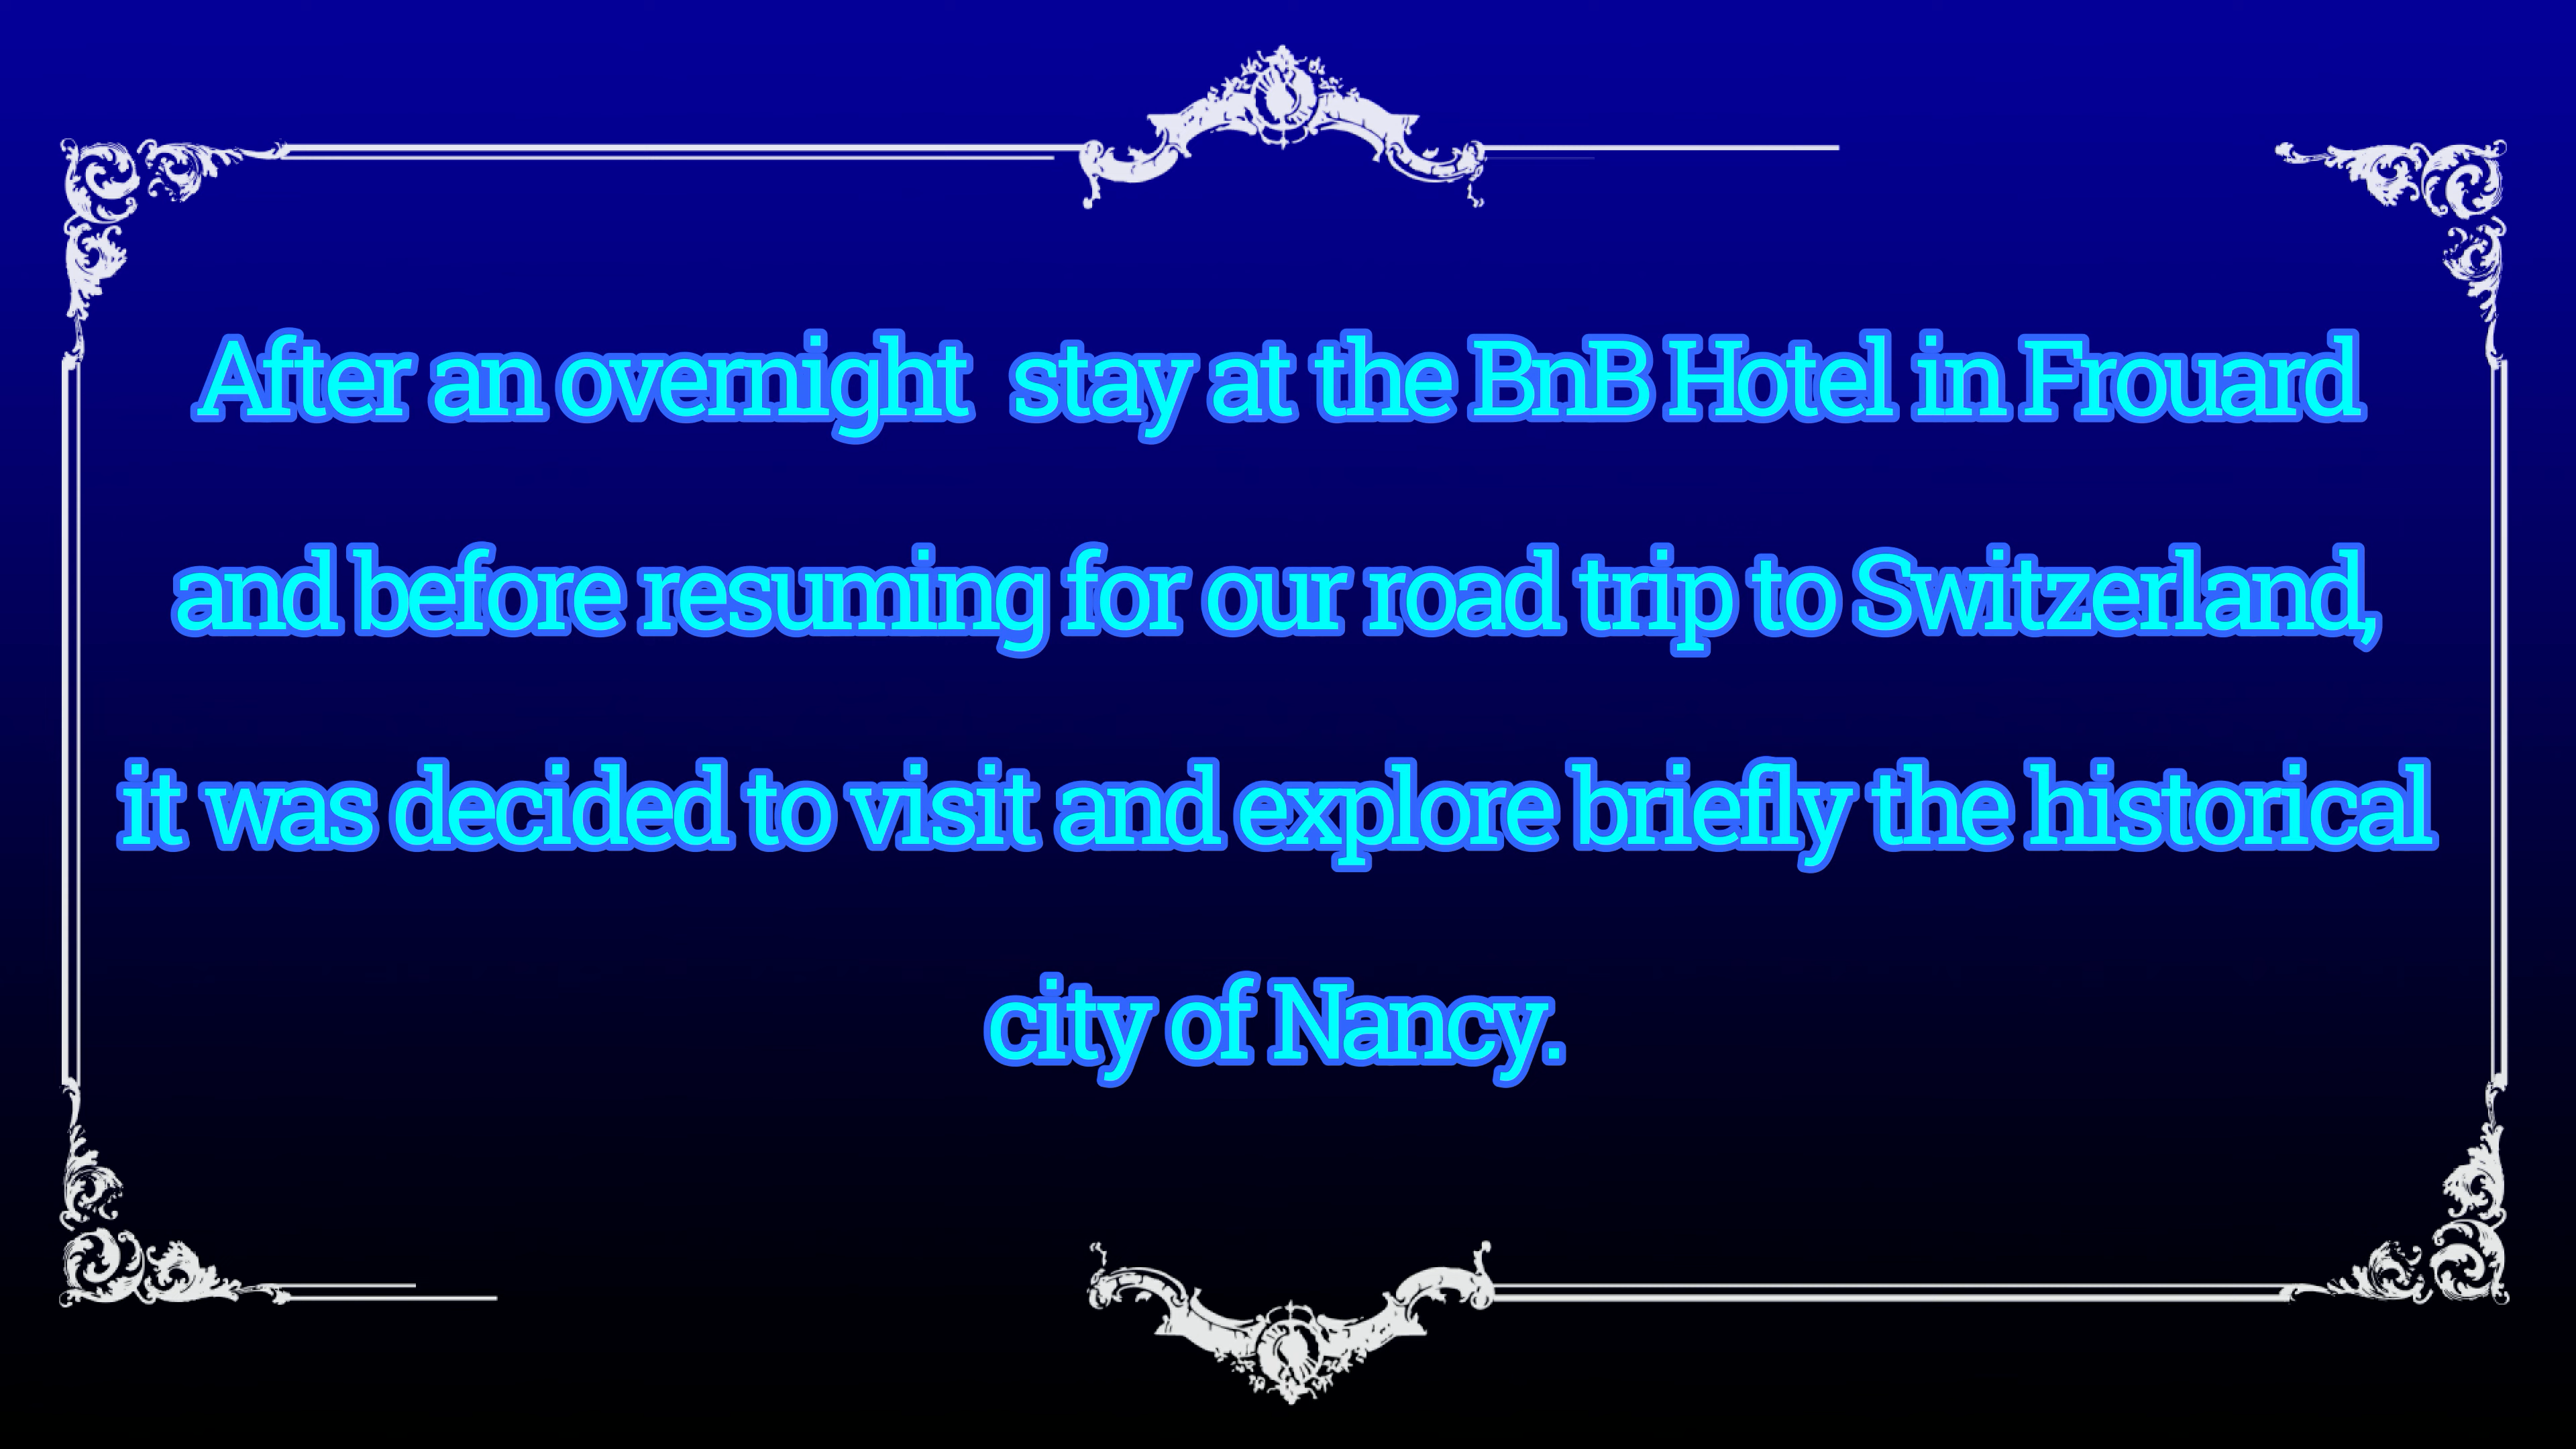 After an overnight  stay at the BnB Hotel in Frouard
and before resuming for our road trip to Switzerland,
it was decided to visit and explore briefly the historical
city of Nancy.